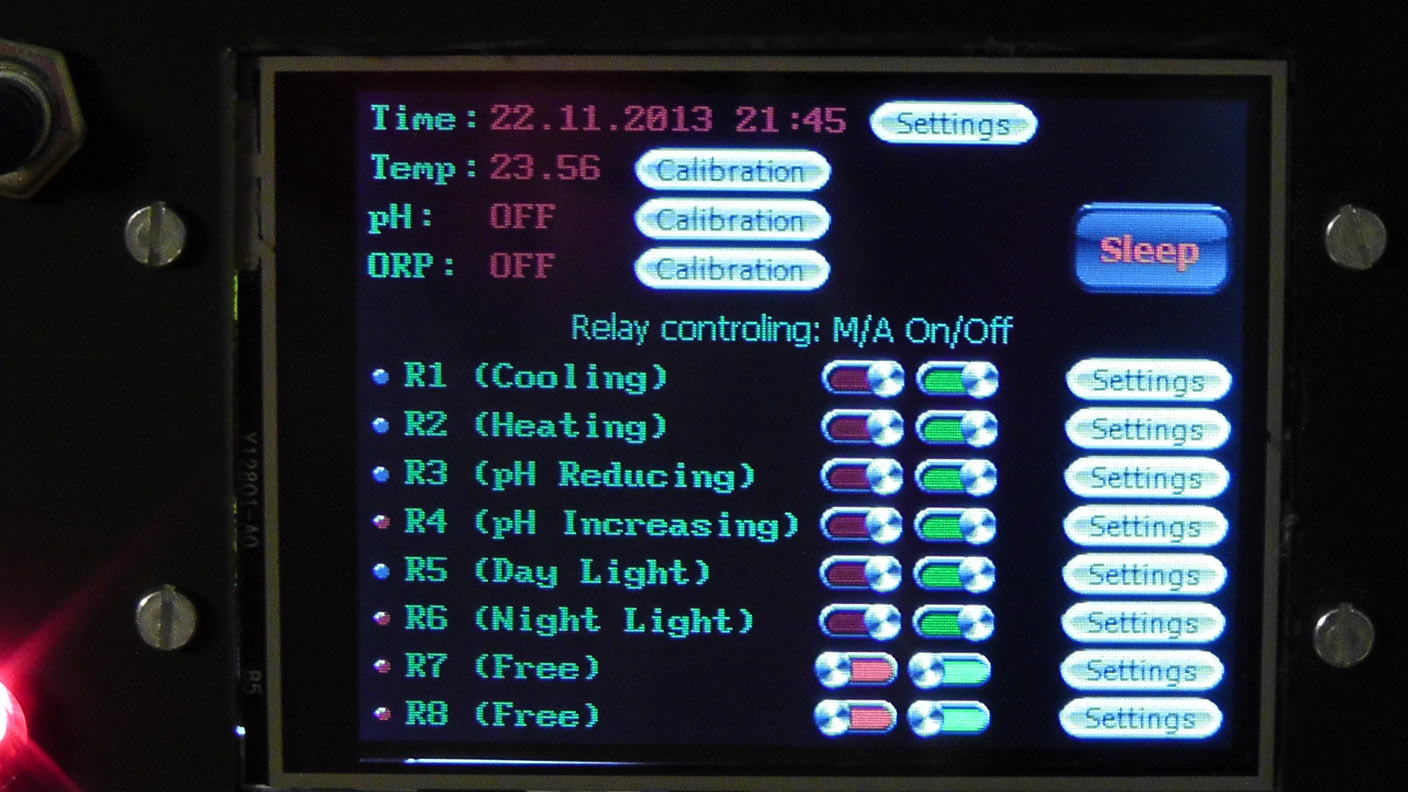 Time: 22.11.2013 21:45 Settings
Temp: 23.56 Calibration
pH: OFF Calibration
ORP: OFF Calibration
Sleep
Relay controling: M/A On/Off
R1 (Cooling) Settings
R2 (Heating) Settings
R3 (pH Reducing) Settings
R4 (pH Increasing) Settings
R5 (Day Light) Settings
R6 (Night Light) Settings
R7 (Free) Settings
R8 (Free) Settings
R5